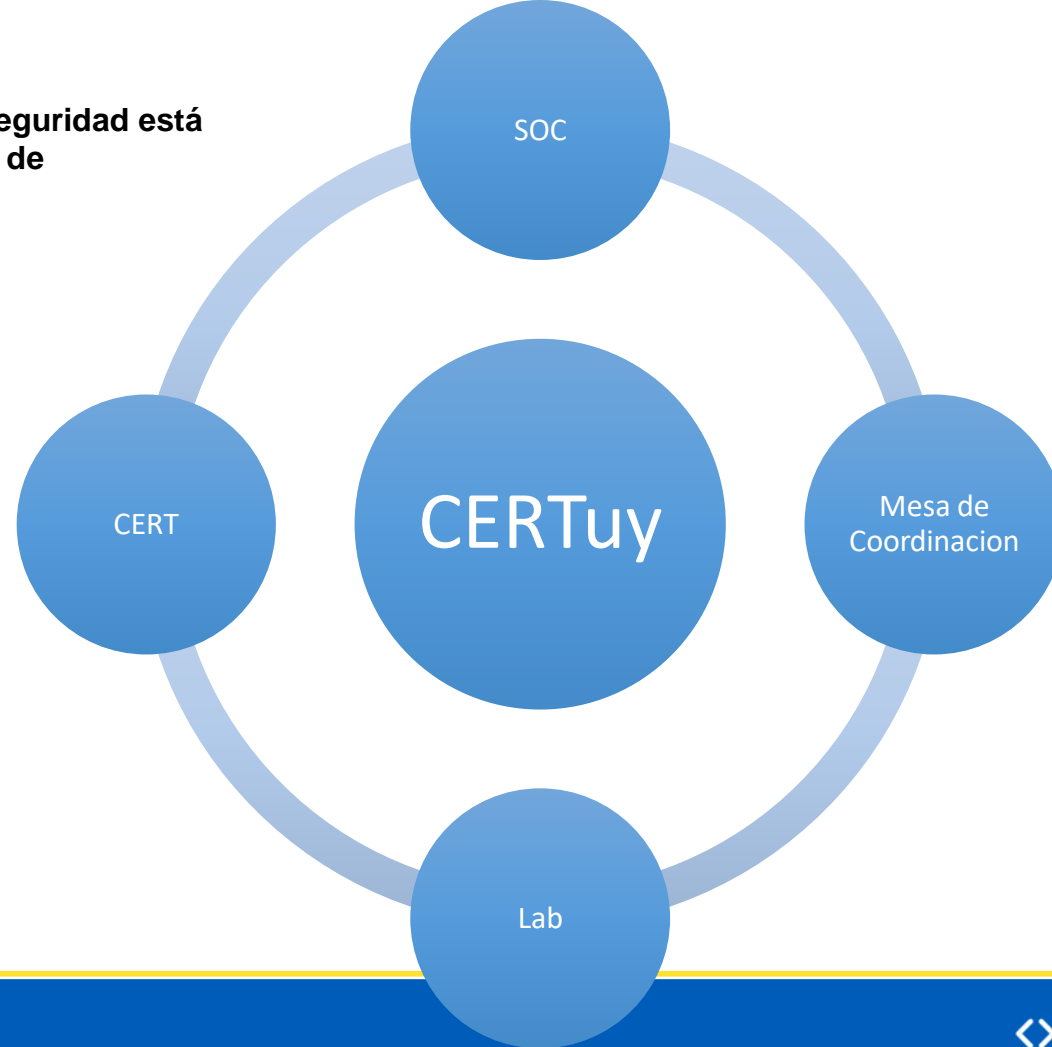 eguridad está
de
SOC
CERT
CERTuy
Mesa de
Coordinacion
Lab